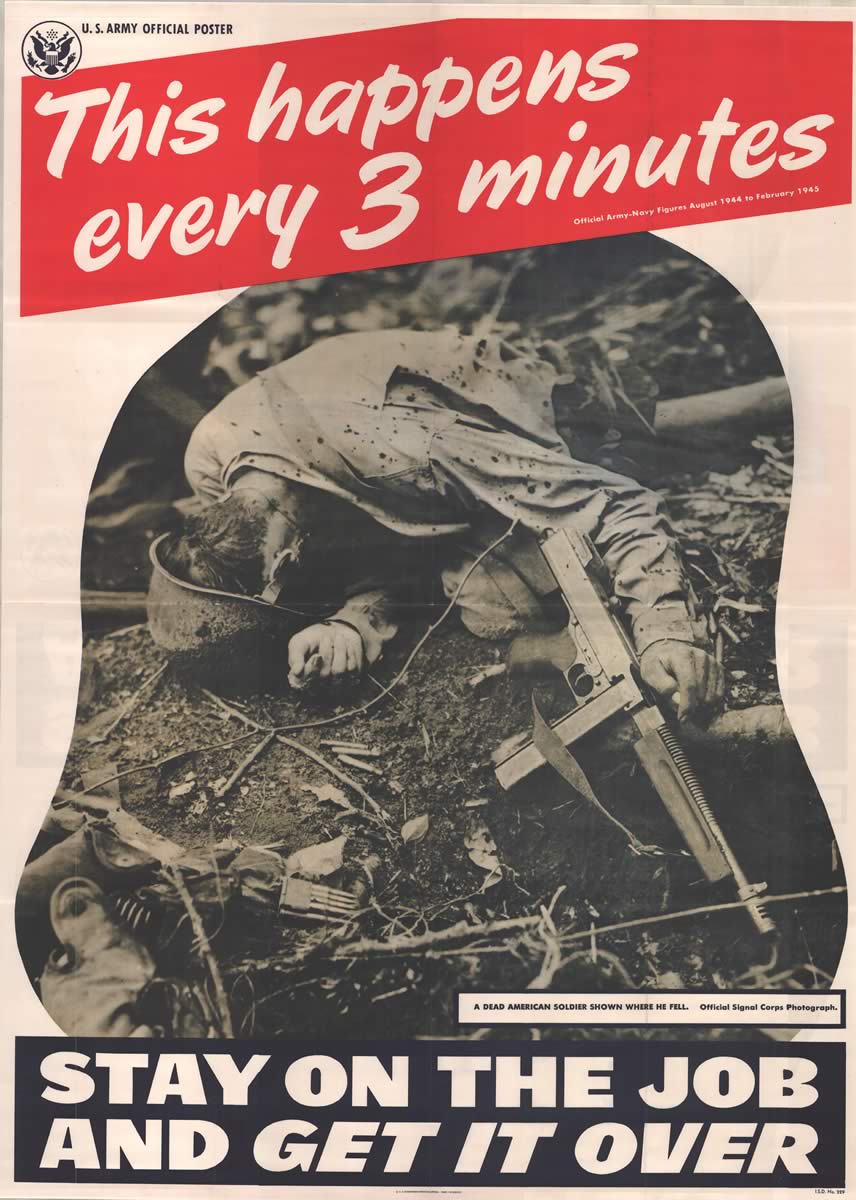 U.S. ARMY OFFICIAL POSTER
This happens
every 3 minutes
Official Army-Navy Figures August 1944 to February 1945
A DEAD AMERICAN SOLDIER SHOWN WHERE HE FELL. Official Signal Corps Photograph.
STAY ON THE JOB
AND GET IT OVER